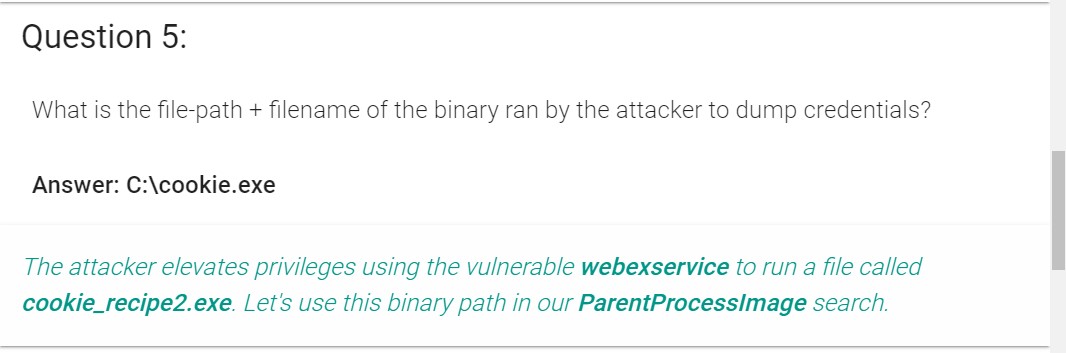 Question 5:
What is the file-path + filename of the binary ran by the attacker to dump credentials?
Answer: C:\cookie.exe
The attacker elevates privileges using the vulnerable webexservice to run a file called
cookie_recipe2.exe. Let's use this binary path in our ParentProcessImage search.